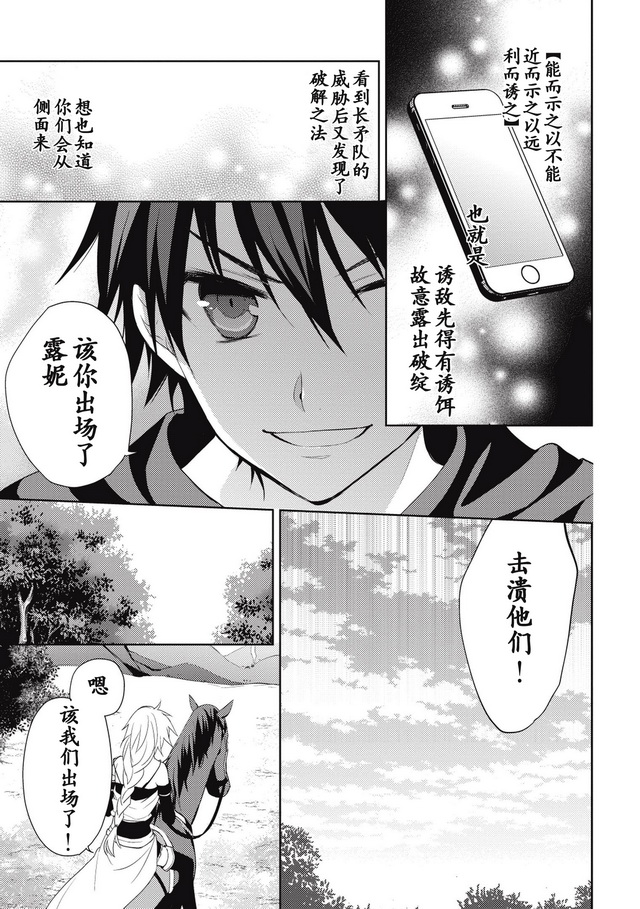 【能而示之以不能
近而示之以远
利而诱之】
也就是
诱敌先得有诱饵
故意露出破绽
看到长矛队的
威胁后又发现了
破解之法
想也知道
你们会从
侧面来
该你出场了
露妮
击溃他们！
嗯
该我们出场了！